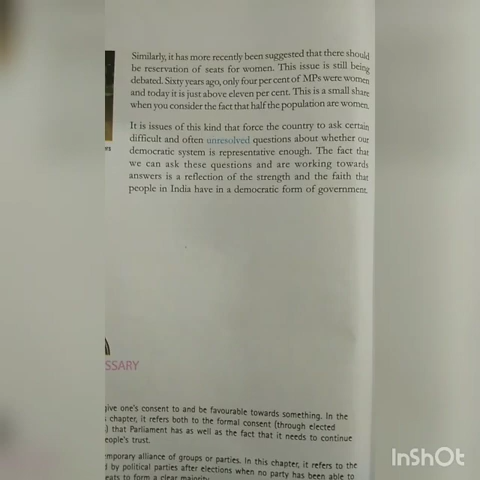 Similarly, it has more recently been suggested that there should
be reservation of seats for women. This issue is still being
debated. Sixty years ago, only four per cent of MPs were women
and today it is just above eleven per cent. This is a small share
when you consider the fact that half the population are women.
It is issues of this kind that force the country to ask certain
difficult and often unresolved questions about whether our
democratic system is representative enough. The fact that
we can ask these questions and are working towards
answers is a reflection of the strength and the faith that
people in India have in a democratic form of government.
SSARY
give one's consent to and be favourable towards something. In the
chapter, it refers both to the formal consent (through elected
) that Parliament has as well as the fact that it needs to continue
eople's trust.
mporary alliance of groups or parties. In this chapter, it refers to the
d by political parties after elections when no party has been able to
eats to form a clear majority.
InShOt